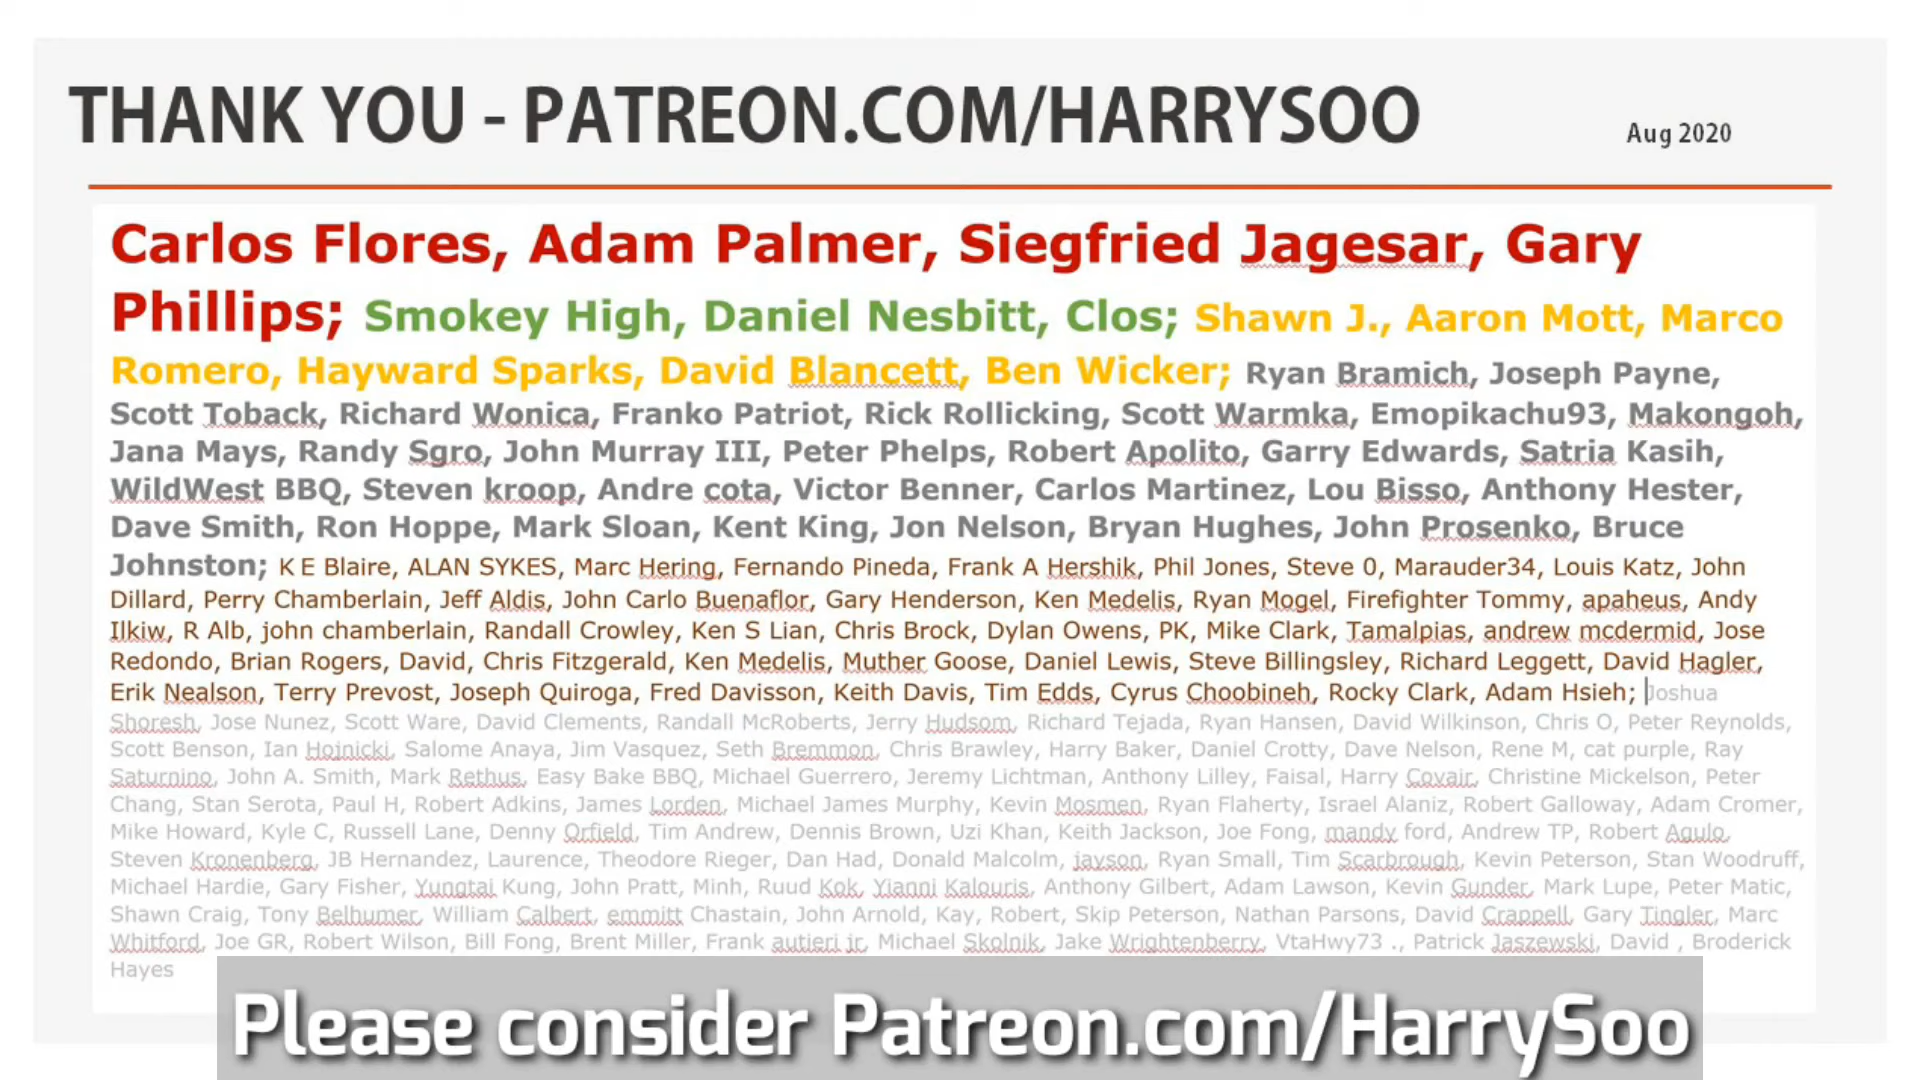 THANK YOU - PATREON.COM/HARRYSOO
Aug 2020
Carlos Flores, Adam Palmer, Siegfried Jagesar, Gary
Phillips; Smokey High, Daniel Nesbitt, Clos; Shawn J., Aaron Mott, Marco
Romero, Hayward Sparks, David Blancett, Ben Wicker; Ryan Bramich, Joseph Payne,
Scott Toback, Richard Wonica, Franko Patriot, Rick Rollicking, Scott Warmka, Emopikachu93, Makongoh,
Jana Mays, Randy Sgro, John Murray III, Peter Phelps, Robert Apolito, Garry Edwards, Satria Kasih,
WildWest BBQ, Steven kroop, Andre cota, Victor Benner, Carlos Martinez, Lou Bisso, Anthony Hester,
Dave Smith, Ron Hoppe, Mark Sloan, Kent King, Jon Nelson, Bryan Hughes, John Prosenko, Bruce
Johnston; K E Blaire, ALAN SYKES, Marc Hering, Fernando Pineda, Frank A Hershik, Phil Jones, Steve 0, Marauder34, Louis Katz, John
Dillard, Perry Chamberlain, Jeff Aldis, John Carlo Buenaflor, Gary Henderson, Ken Medelis, Ryan Mogel, Firefighter Tommy, apaheus, Andy
Ilkiw, R Alb, john chamberlain, Randall Crowley, Ken S Lian, Chris Brock, Dylan Owens, PK, Mike Clark, Tamalpias, andrew mcdermid, Jose
Redondo, Brian Rogers, David, Chris Fitzgerald, Ken Medelis, Muther Goose, Daniel Lewis, Steve Billingsley, Richard Leggett, David Hagler,
Erik Nealson, Terry Prevost, Joseph Quiroga, Fred Davisson, Keith Davis, Tim Edds, Cyrus Choobineh, Rocky Clark, Adam Hsieh; Joshua
Shoresh, Jose Nunez, Scott Ware, David Clements, Randall McRoberts, Jerry Hudsom, Richard Tejada, Ryan Hansen, David Wilkinson, Chris O, Peter Reynolds,
Scott Benson, Ian Hojnicki, Salome Anaya, Jim Vasquez, Seth Bremmon, Chris Brawley, Harry Baker, Daniel Crotty, Dave Nelson, Rene M, cat purple, Ray
Saturnino, John A. Smith, Mark Rethus, Easy Bake BBQ, Michael Guerrero, Jeremy Lichtman, Anthony Lilley, Faisal, Harry Covair, Christine Mickelson, Peter
Chang, Stan Serota, Paul H, Robert Adkins, James Lorden, Michael James Murphy, Kevin Mosmen, Ryan Flaherty, Israel Alaniz, Robert Galloway, Adam Cromer,
Mike Howard, Kyle C, Russell Lane, Denny Orfield, Tim Andrew, Dennis Brown, Uzi Khan, Keith Jackson, Joe Fong, mandy ford, Andrew TP, Robert Agulo,
Steven Kronenberg, JB Hernandez, Laurence, Theodore Rieger, Dan Had, Donald Malcolm, jayson, Ryan Small, Tim Scarbrough, Kevin Peterson, Stan Woodruff,
Michael Hardie, Gary Fisher, Yungtai Kung, John Pratt, Minh, Ruud Kok, Yianni Kalouris, Anthony Gilbert, Adam Lawson, Kevin Gunder, Mark Lupe, Peter Matic,
Shawn Craig, Tony Belhumer, William Calbert, emmitt Chastain, John Arnold, Kay, Robert, Skip Peterson, Nathan Parsons, David Crappell, Gary Tingler, Marc
Whitford, Joe GR, Robert Wilson, Bill Fong, Brent Miller, Frank autieri jr, Michael Skolnik, Jake Wrightenberry, VtaHwy73 ., Patrick Jaszewski, David , Broderick
Hayes
Please consider Patreon.com/HarrySoo